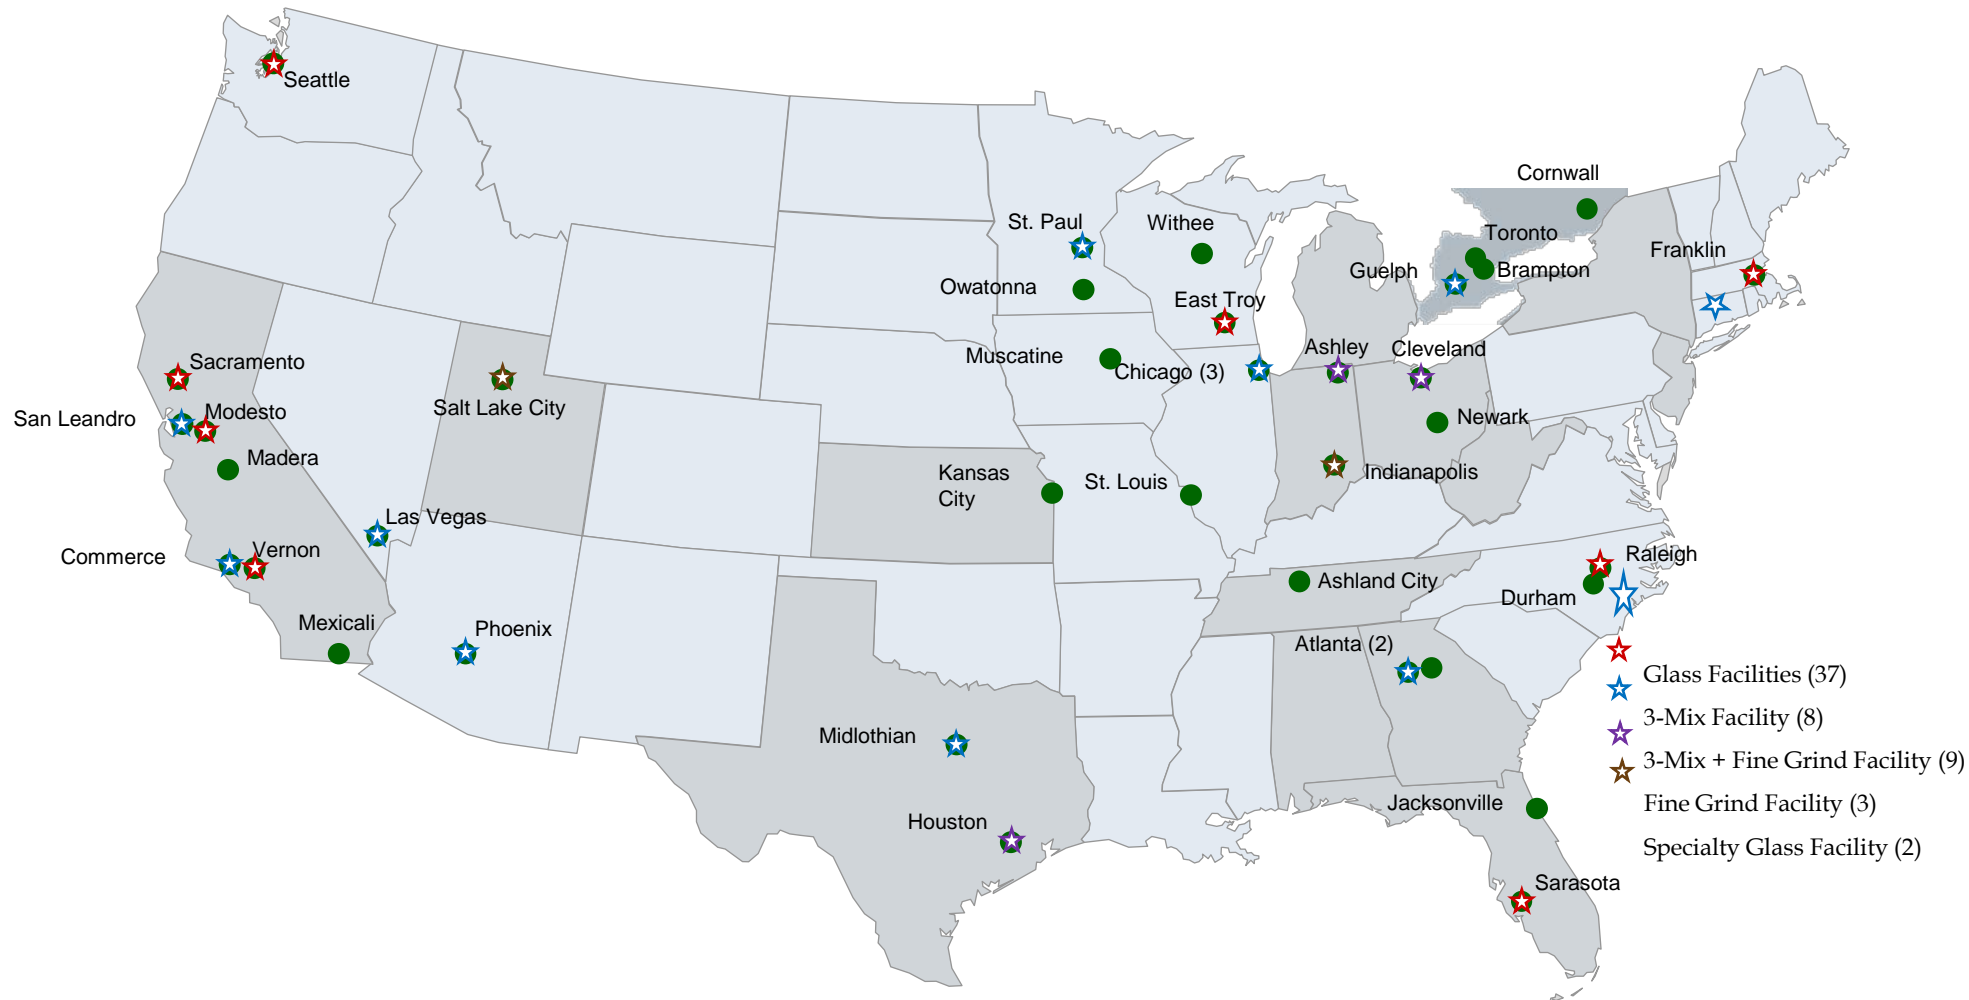 Seattle
Cornwall
St. Paul
Withee
Toronto
Franklin
Guelph
Brampton
Owatonna
East Troy
Ashley
Cleveland
Muscatine
Chicago (3)
Sacramento
Salt Lake City
San Leandro
Modesto
Newark
Madera
Kansas
City
St. Louis
Indianapolis
Las Vegas
Commerce
Vernon
Raleigh
Ashland City
Durham
Mexicali
Phoenix
Atlanta (2)
Glass Facilities (37)
3-Mix Facility (8)
Midlothian
3-Mix + Fine Grind Facility (9)
Jacksonville
Fine Grind Facility (3)
Houston
Specialty Glass Facility (2)
Sarasota